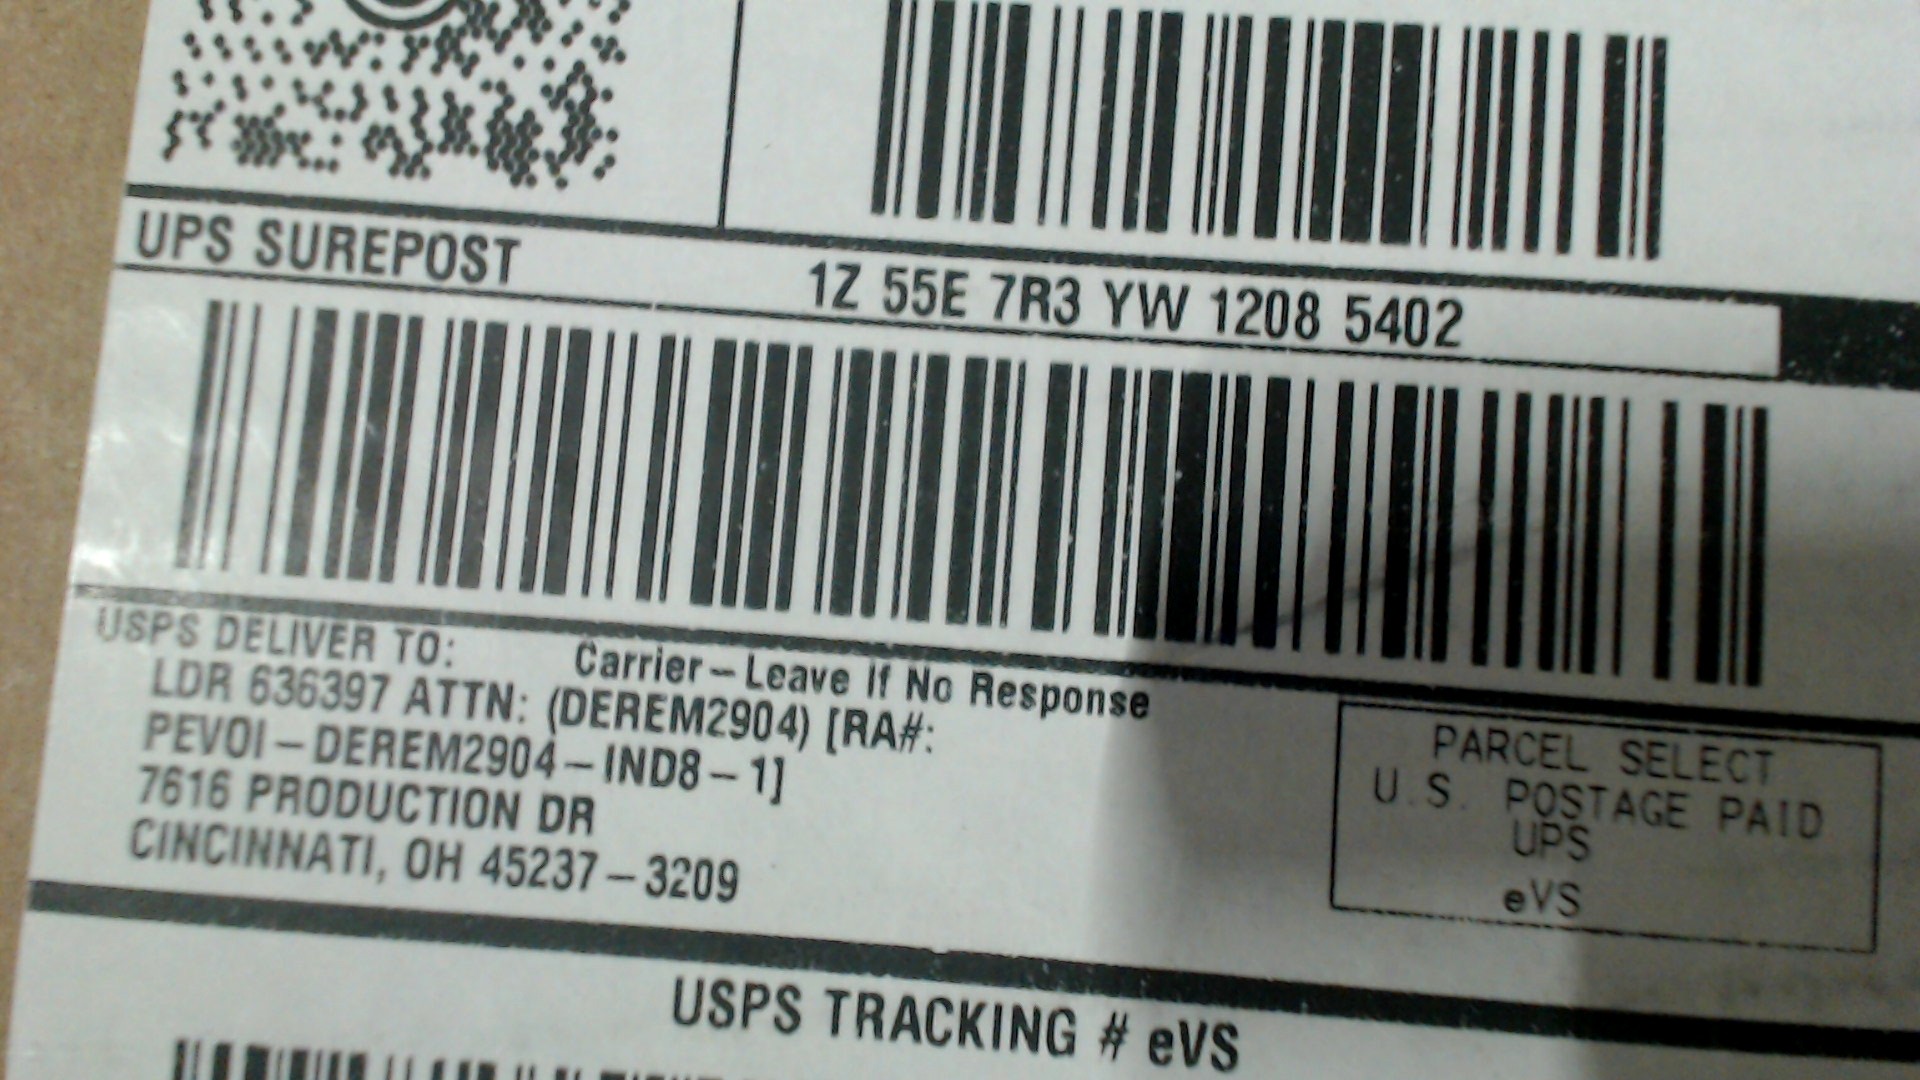 UPS SUREPOST
1Z 55E 7R3 YW 1208 5402
USPS DELIVER TO:
Carrier – Leave If No Response
LDR 636397 ATTN: (DEREM2904) [RA#:
PEVOI – DEREM2904 – IND8 – 1]
7616 PRODUCTION DR
CINCINNATI, OH 45237 – 3209
PARCEL SELECT
U.S. POSTAGE PAID
UPS
eVS
USPS TRACKING # eVS